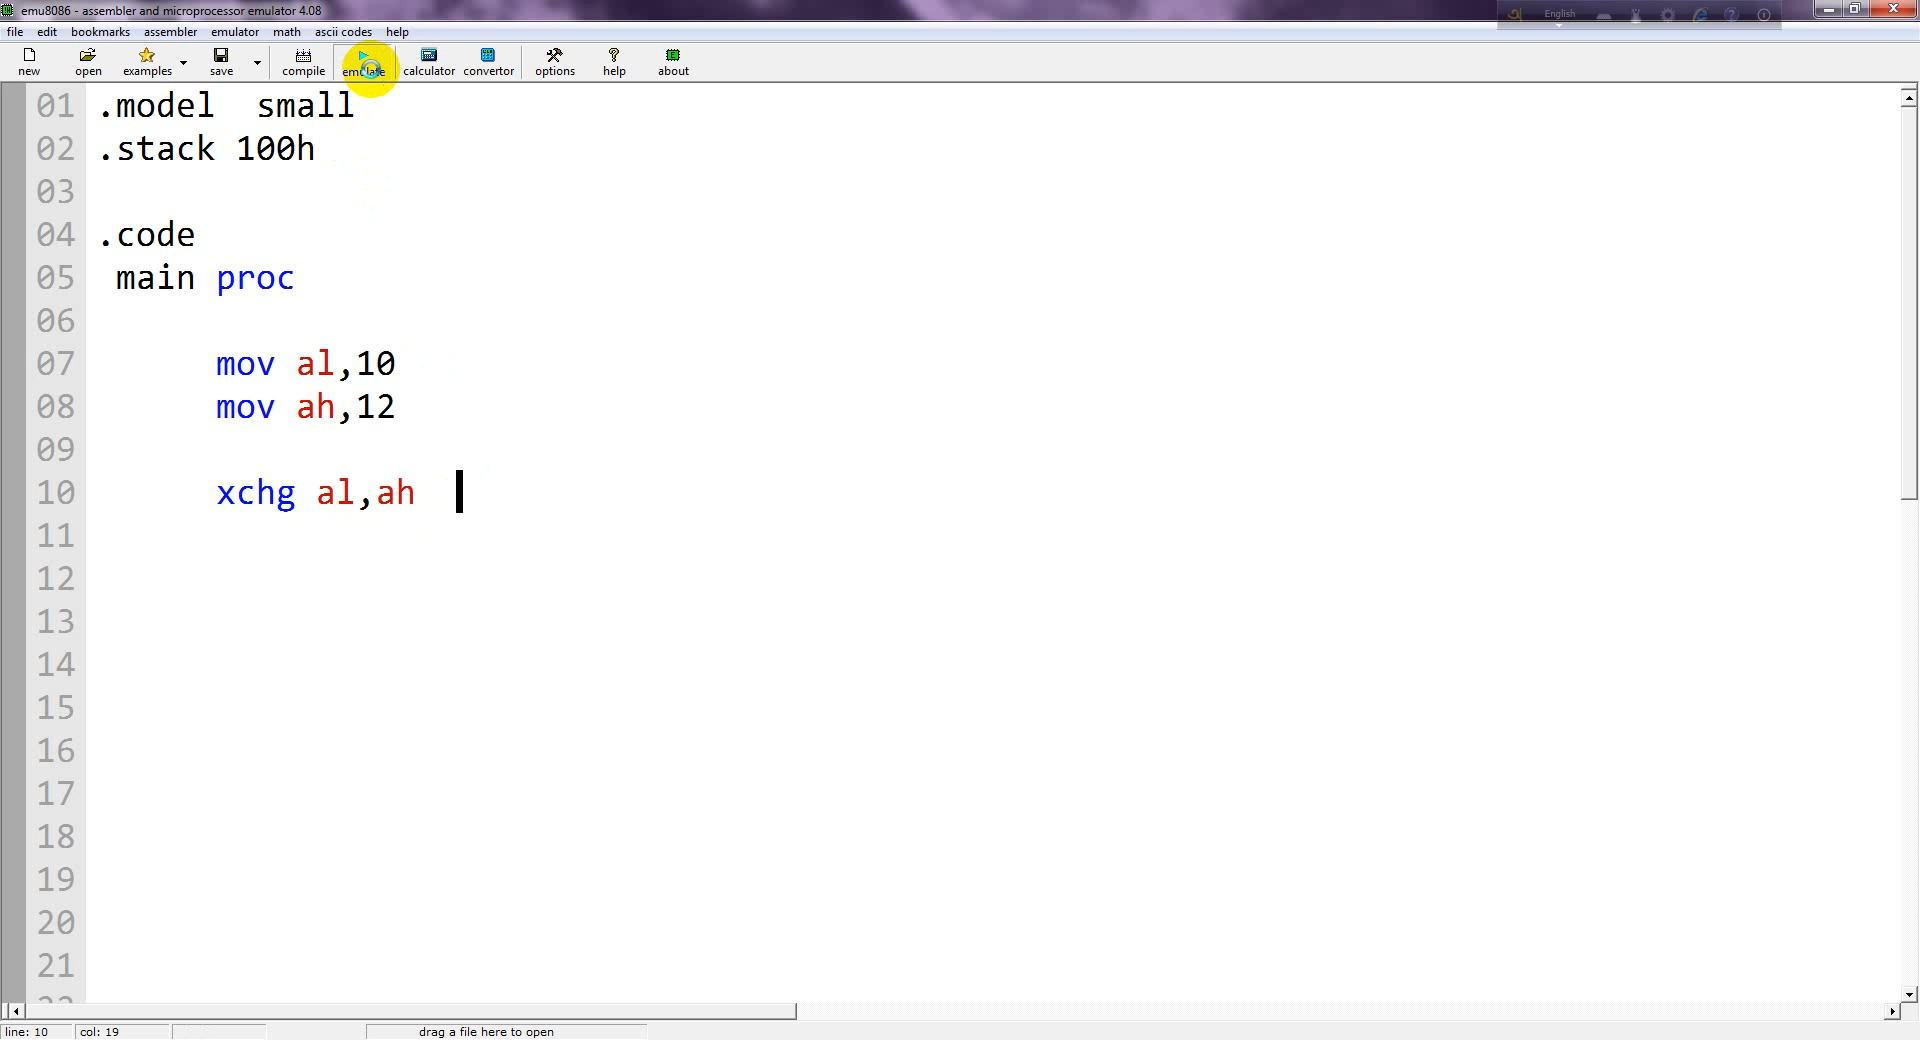 emu8086 - assembler and microprocessor emulator 4.08
English
file edit bookmarks assembler emulator math ascii codes help
new open examples save compile emulate calculator convertor options help about
01 .model  small
02 .stack 100h
03
04 .code
05 main proc
06
07 mov al,10
08 mov ah,12
09
10 xchg al,ah
11
12
13
14
15
16
17
18
19
20
21
line: 10 col: 19 drag a file here to open